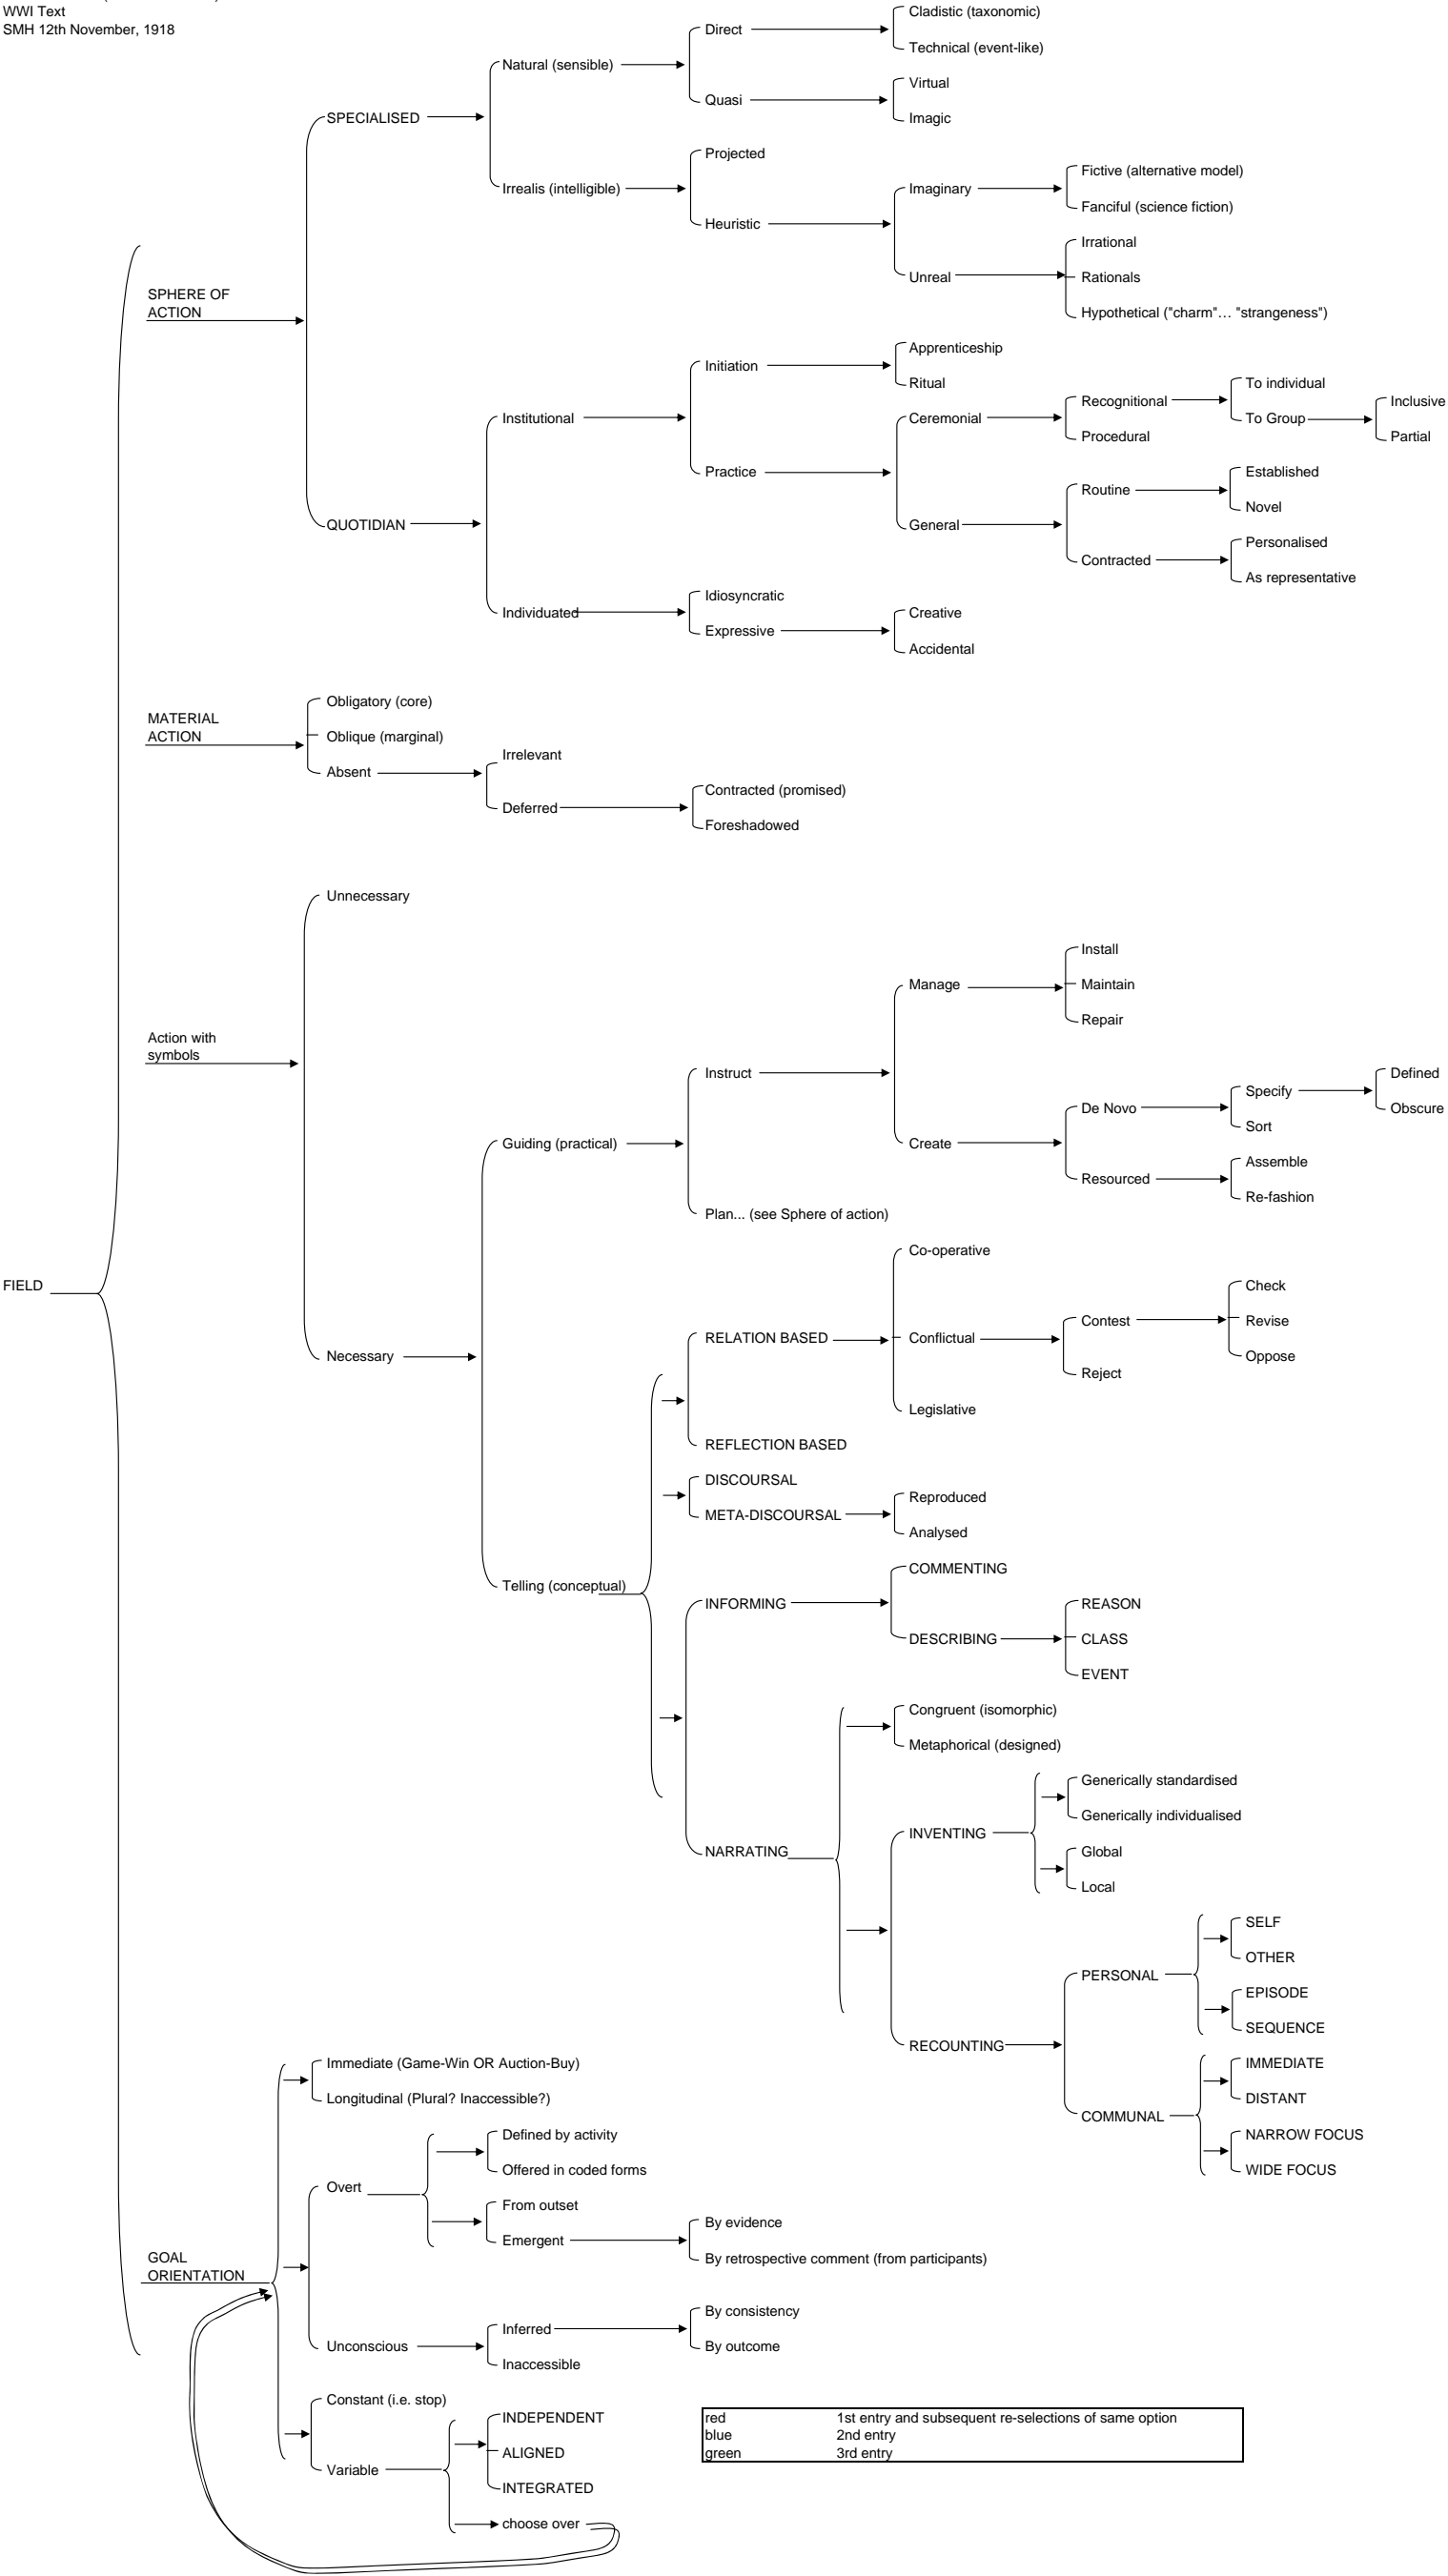 WWI Text
SMH 12th November, 1918
Cladistic (taxonomic)
Direct
Technical (event-like)
Natural (sensible)
Virtual
Quasi
Imagic
SPECIALISED
Projected
Fictive (alternative model)
Irrealis (intelligible)
Imaginary
Fanciful (science fiction)
Heuristic
Irrational
Unreal
Rationals
Hypothetical ("charm"… "strangeness")
SPHERE OF
ACTION
Apprenticeship
Initiation
Ritual
To individual
Recognitional
Inclusive
Institutional
Ceremonial
To Group
Procedural
Partial
Practice
Established
Routine
Novel
QUOTIDIAN
General
Personalised
Contracted
As representative
Idiosyncratic
Individuated
Creative
Expressive
Accidental
Obligatory (core)
MATERIAL
ACTION
Oblique (marginal)
Irrelevant
Absent
Contracted (promised)
Deferred
Foreshadowed
Unnecessary
Install
Manage
Maintain
Repair
Action with
symbols
Instruct
Defined
Specify
De Novo
Obscure
Sort
Guiding (practical)
Create
Assemble
Resourced
Re-fashion
Plan... (see Sphere of action)
Co-operative
FIELD
Check
Contest
Revise
RELATION BASED
Conflictual
Necessary
Oppose
Reject
Legislative
REFLECTION BASED
DISCOURSAL
Reproduced
META-DISCOURSAL
Analysed
COMMENTING
Telling (conceptual)
INFORMING
REASON
DESCRIBING
CLASS
EVENT
Congruent (isomorphic)
Metaphorical (designed)
Generically standardised
Generically individualised
INVENTING
NARRATING
Global
Local
SELF
OTHER
PERSONAL
EPISODE
SEQUENCE
RECOUNTING
Immediate (Game-Win OR Auction-Buy)
IMMEDIATE
Longitudinal (Plural? Inaccessible?)
DISTANT
COMMUNAL
Defined by activity
NARROW FOCUS
Offered in coded forms
WIDE FOCUS
Overt
From outset
By evidence
Emergent
By retrospective comment (from participants)
GOAL
ORIENTATION
By consistency
Inferred
Unconscious
By outcome
Inaccessible
Constant (i.e. stop)
INDEPENDENT
ALIGNED
Variable
INTEGRATED
choose over
red 1st entry and subsequent re-selections of same option
blue 2nd entry
green 3rd entry